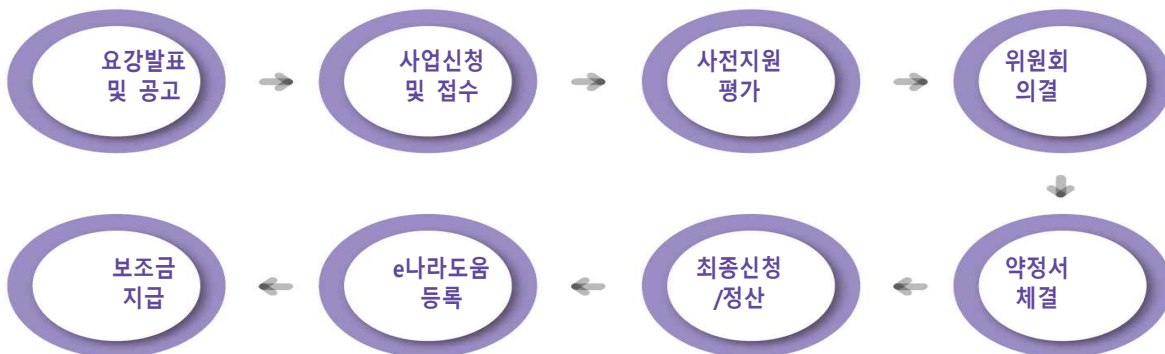 요강발표
및 공고
사업신청
및 접수
사전지원
평가
위원회
의결
약정서
체결
최종신청
/정산
e나라도움
등록
보조금
지급